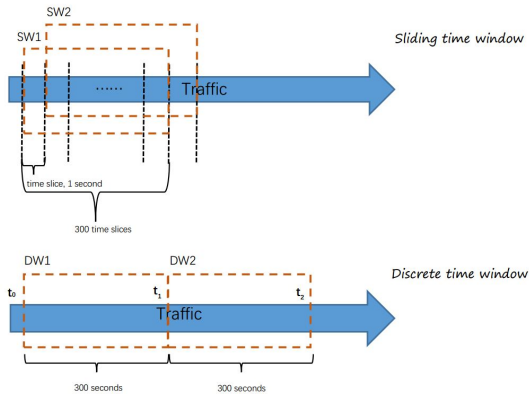 SW2
SW1
Sliding time window
......
Traffic
time slice, 1 second
300 time slices
DW1
DW2
Discrete time window
t₀
t₁
t₂
Traffic
300 seconds
300 seconds